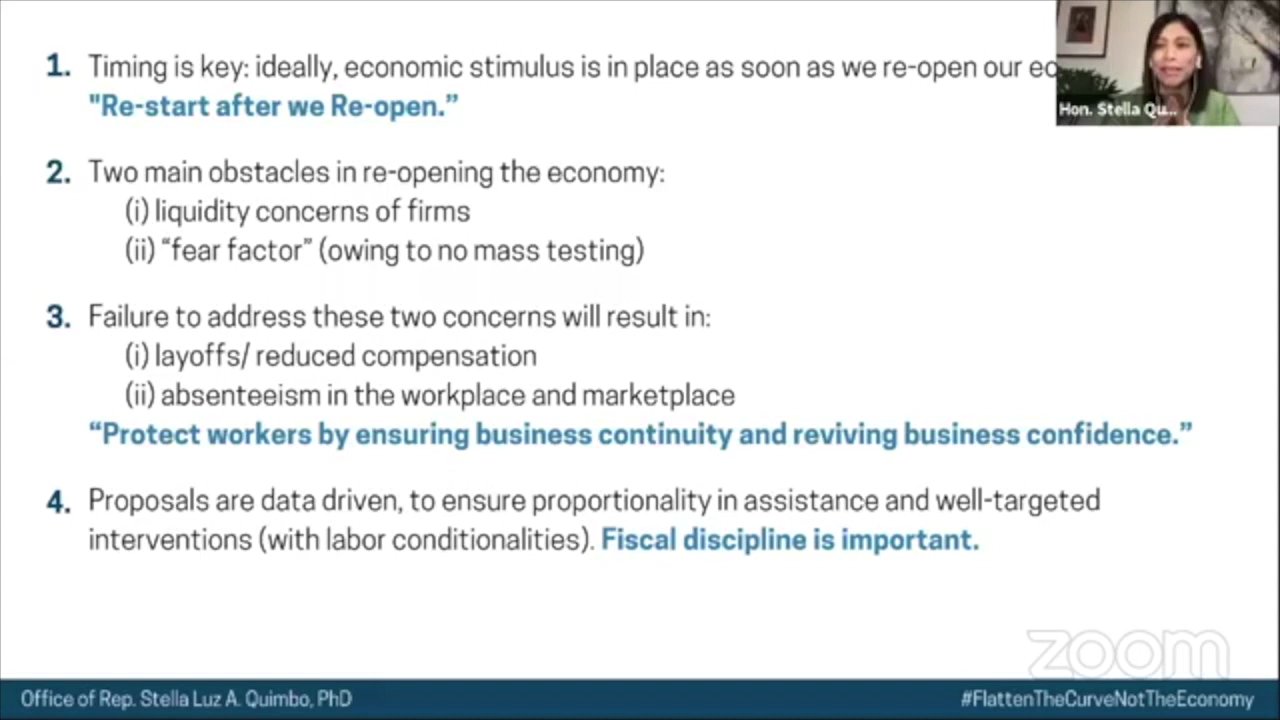 1. Timing is key: ideally, economic stimulus is in place as soon as we re-open our
"Re-start after we Re-open.”
Hon. Stella Qu...
2. Two main obstacles in re-opening the economy:
(i) liquidity concerns of firms
(ii) “fear factor” (owing to no mass testing)
3. Failure to address these two concerns will result in:
(i) layoffs/ reduced compensation
(ii) absenteeism in the workplace and marketplace
“Protect workers by ensuring business continuity and reviving business confidence.”
4. Proposals are data driven, to ensure proportionality in assistance and well-targeted
interventions (with labor conditionalities). Fiscal discipline is important.
zoom
Office of Rep. Stella Luz A. Quimbo, PhD
#FlattenTheCurveNotTheEconomy